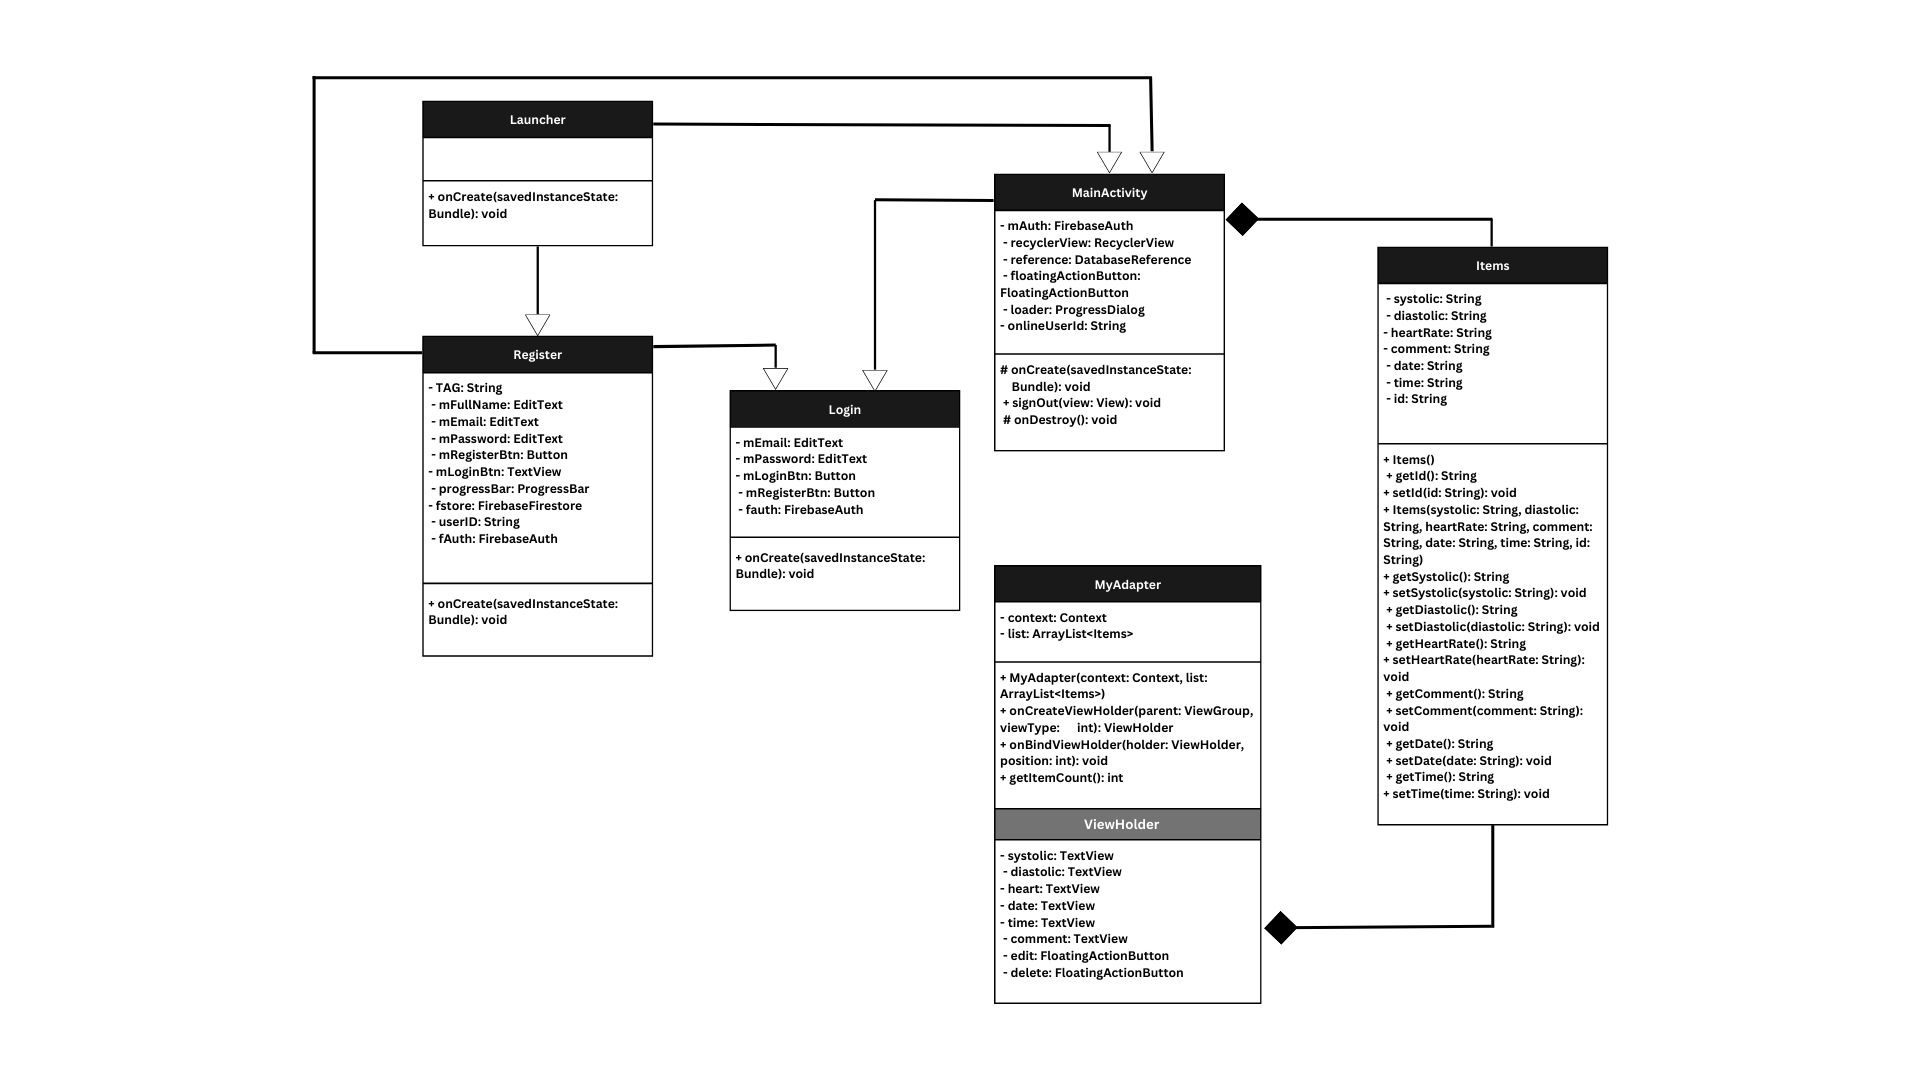 Launcher
+ onCreate(savedInstanceState:
Bundle): void
Register
- TAG: String
- mFullName: EditText
- mEmail: EditText
- mPassword: EditText
- mRegisterBtn: Button
- mLoginBtn: TextView
- progressBar: ProgressBar
- fstore: FirebaseFirestore
- userID: String
- fAuth: FirebaseAuth
+ onCreate(savedInstanceState:
Bundle): void
Login
- mEmail: EditText
- mPassword: EditText
- mLoginBtn: Button
- mRegisterBtn: Button
- fauth: FirebaseAuth
+ onCreate(savedInstanceState:
Bundle): void
MainActivity
- mAuth: FirebaseAuth
- recyclerView: RecyclerView
- reference: DatabaseReference
- floatingActionButton:
FloatingActionButton
- loader: ProgressDialog
- onlineUserId: String
# onCreate(savedInstanceState:
Bundle): void
+ signOut(view: View): void
# onDestroy(): void
MyAdapter
- context: Context
- list: ArrayList<Items>
+ MyAdapter(context: Context, list:
ArrayList<Items>)
+ onCreateViewHolder(parent: ViewGroup,
viewType: int): ViewHolder
+ onBindViewHolder(holder: ViewHolder,
position: int): void
+ getItemCount(): int
ViewHolder
- systolic: TextView
- diastolic: TextView
- heart: TextView
- date: TextView
- time: TextView
- comment: TextView
- edit: FloatingActionButton
- delete: FloatingActionButton
Items
- systolic: String
- diastolic: String
- heartRate: String
- comment: String
- date: String
- time: String
- id: String
+ Items()
+ getId(): String
+ setId(id: String): void
+ Items(systolic: String, diastolic:
String, heartRate: String, comment:
String, date: String, time: String, id:
String)
+ getSystolic(): String
+ setSystolic(systolic: String): void
+ getDiastolic(): String
+ setDiastolic(diastolic: String): void
+ getHeartRate(): String
+ setHeartRate(heartRate: String):
void
+ getComment(): String
+ setComment(comment: String):
void
+ getDate(): String
+ setDate(date: String): void
+ getTime(): String
+ setTime(time: String): void